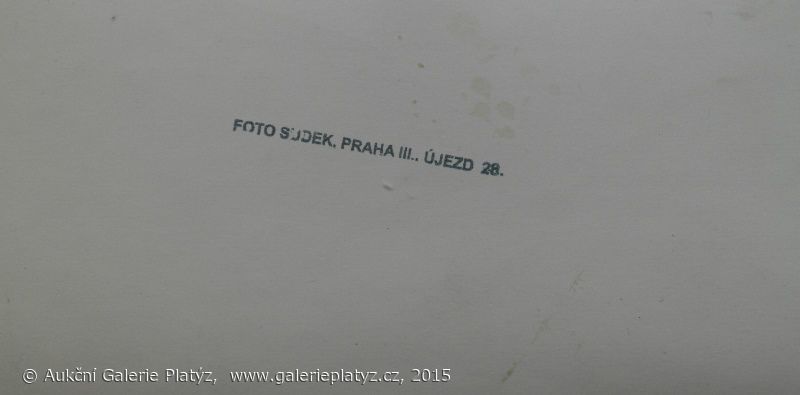 FOTO SUDEK, PRAHA III., ÚJEZD 28.
© Aukční Galerie Platýz, www.galerieplatyz.cz, 2015